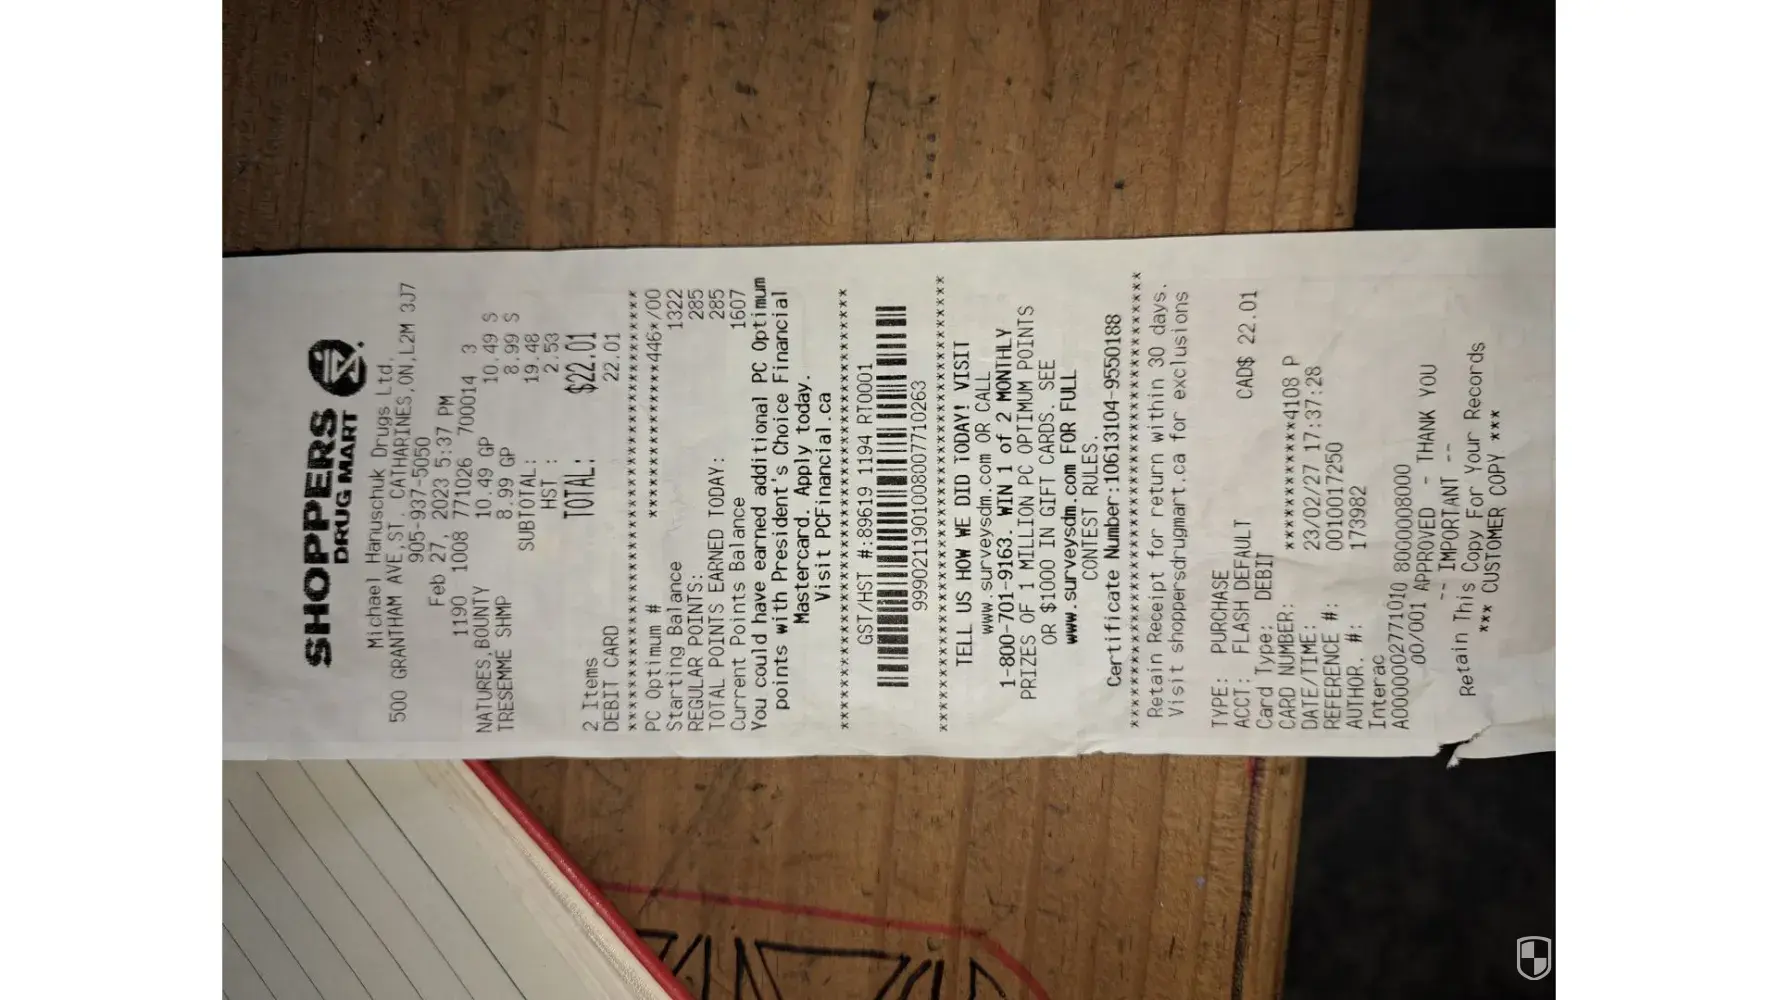 SHOPPERS
DRUG MART
Michael Hanuschuk Drugs Ltd.
500 GRANTHAM AVE,ST. CATHARINES,ON,L2M 3J7
905-937-5050
Feb 27, 2023 5:37 PM
1190 1008 771026 7000014 3
NATURES,BOUNTY 10.49 GP 10.49 S
TRESEMME SHMP 8.99 GP 8.99 S
SUBTOTAL: 19.48
HST : 2.53
TOTAL: $22.01
2 Items
DEBIT CARD 22.01
******************************************
PC Optimum # ************446*/00
Starting Balance 1322
REGULAR POINTS: 285
TOTAL POINTS EARNED TODAY: 285
Current Points Balance 1607
You could have earned additional PC Optimum
points with President's Choice Financial
Mastercard. Apply today.
Visit PCFinancial.ca
******************************************
GST/HST #:89619 1194 RT0001
9990211901008007710263
******************************************
TELL US HOW WE DID TODAY! VISIT
www.surveysdm.com OR CALL
1-800-701-9163. WIN 1 of 2 MONTHLY
PRIZES OF 1 MILLION PC OPTIMUM POINTS
OR $1000 IN GIFT CARDS. SEE
www.surveysdm.com FOR FULL
CONTEST RULES.
Certificate Number:10613104-9550188
******************************************
Retain Receipt for return within 30 days.
Visit shoppersdrugmart.ca for exclusions
TYPE: PURCHASE
ACCT: FLASH DEFAULT CAD$ 22.01
Card Type: DEBIT
CARD NUMBER: ************4108 P
DATE/TIME: 23/02/27 17:37:28
REFERENCE #: 0010017250
AUTHOR. #: 173982
Interac
A0000002771010 8000008000
00/001 APPROVED - THANK YOU
-- IMPORTANT --
Retain This Copy For Your Records
*** CUSTOMER COPY ***